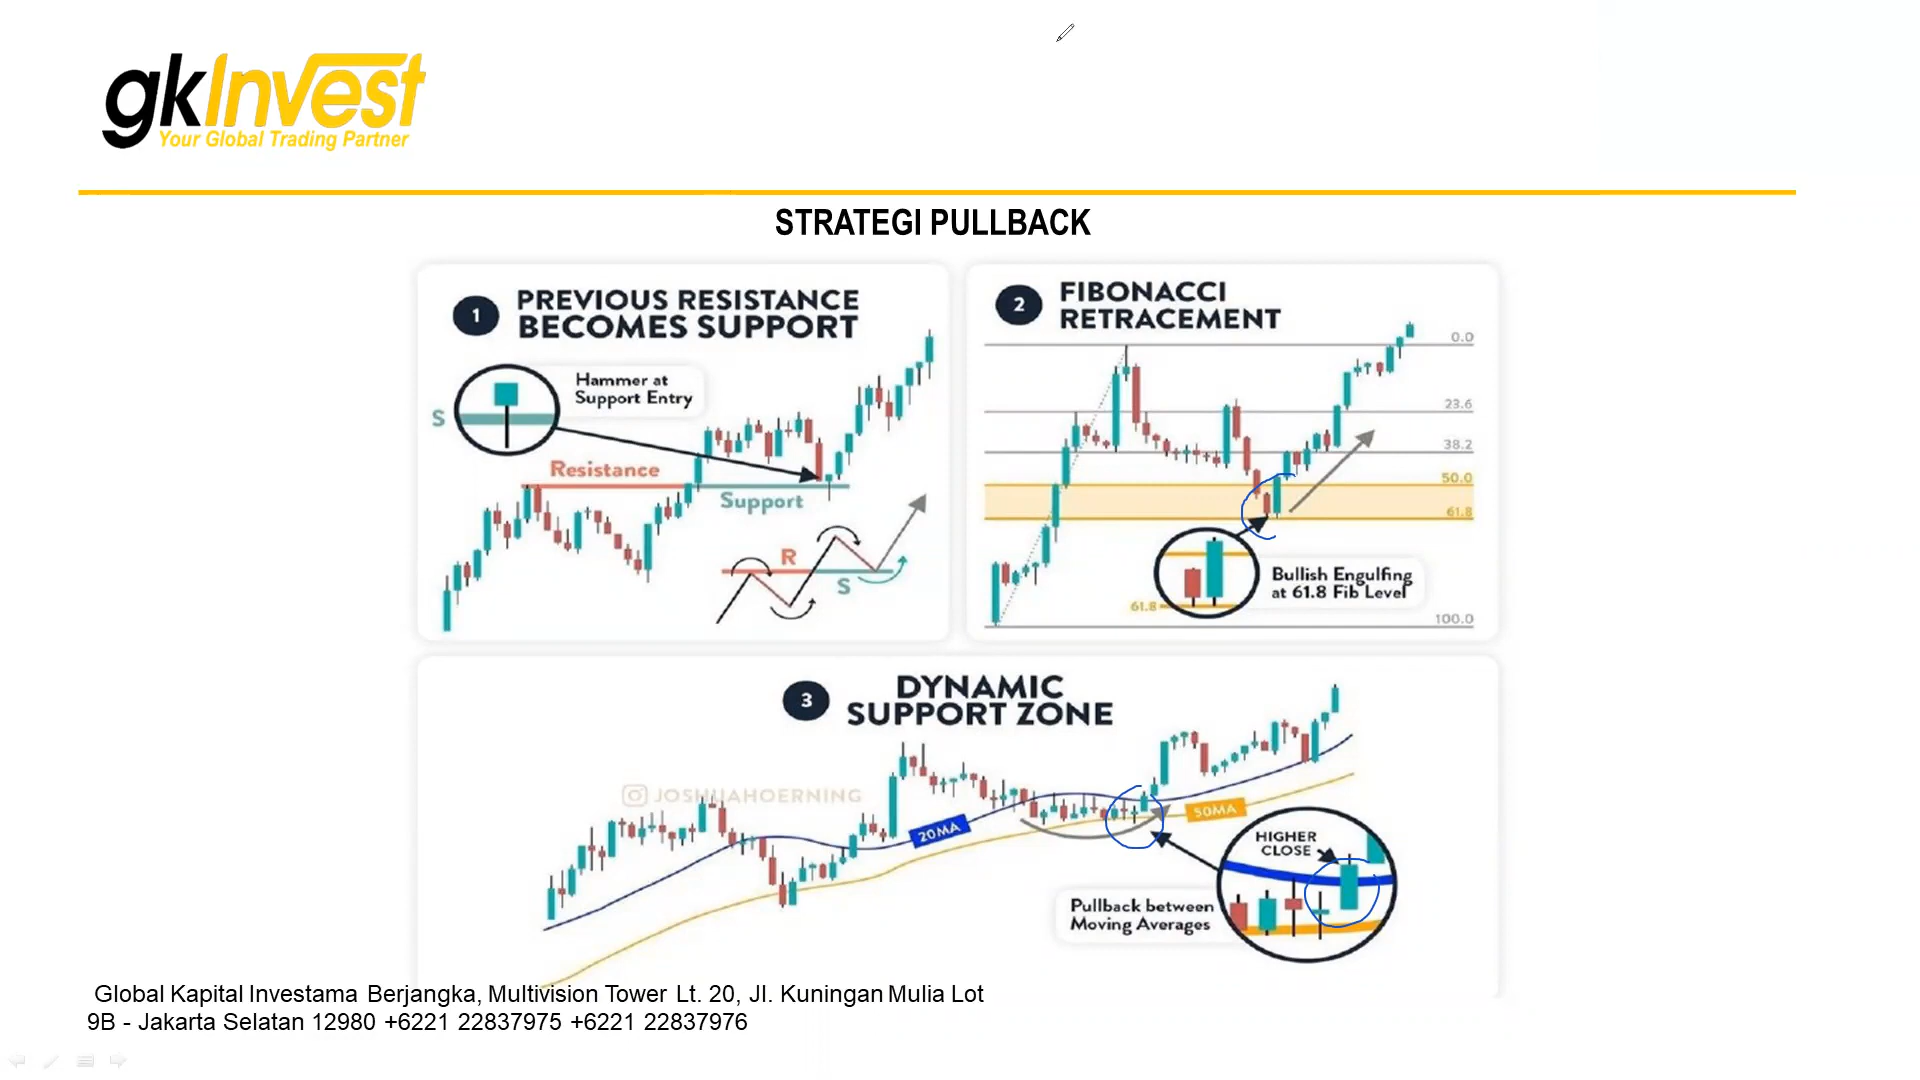 gkInvest
Your Global Trading Partner
STRATEGI PULLBACK
1
PREVIOUS RESISTANCE
BECOMES SUPPORT
Hammer at
Support Entry
S
Resistance
Support
R
S
2
FIBONACCI
RETRACEMENT
0.0
23.6
38.2
50.0
61.8
Bullish Engulfing
at 61.8 Fib Level
61.8
100.0
3
DYNAMIC
SUPPORT ZONE
JOSHUAHOERNING
20MA
50MA
HIGHER
CLOSE
Pullback between
Moving Averages
Global Kapital Investama Berjangka, Multivision Tower Lt. 20, Jl. Kuningan Mulia Lot
9B - Jakarta Selatan 12980 +6221 22837975 +6221 22837976